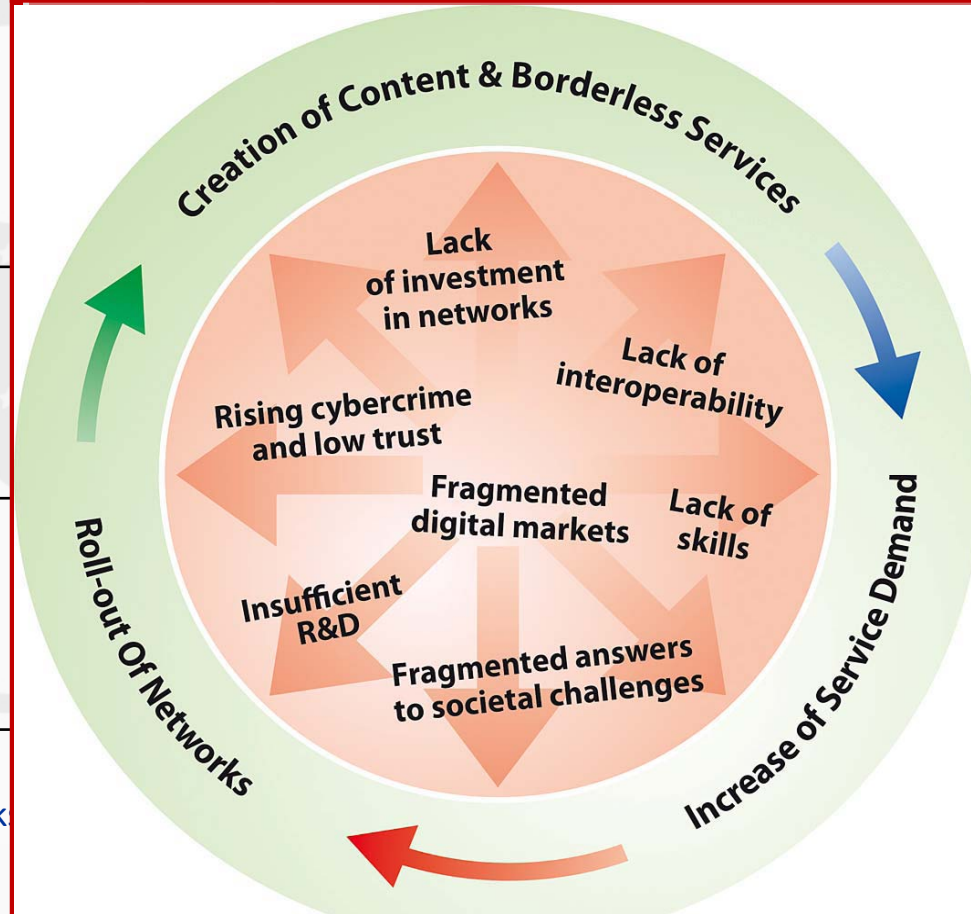 Creation of Content & Borderless Services
Lack
of investment
in networks
Lack of
interoperability
Rising cybercrime
and low trust
Fragmented
digital markets
Lack of
skills
Insufficient
R&D
Fragmented answers
to societal challenges
Increase of Service Demand
Roll-out Of Networks